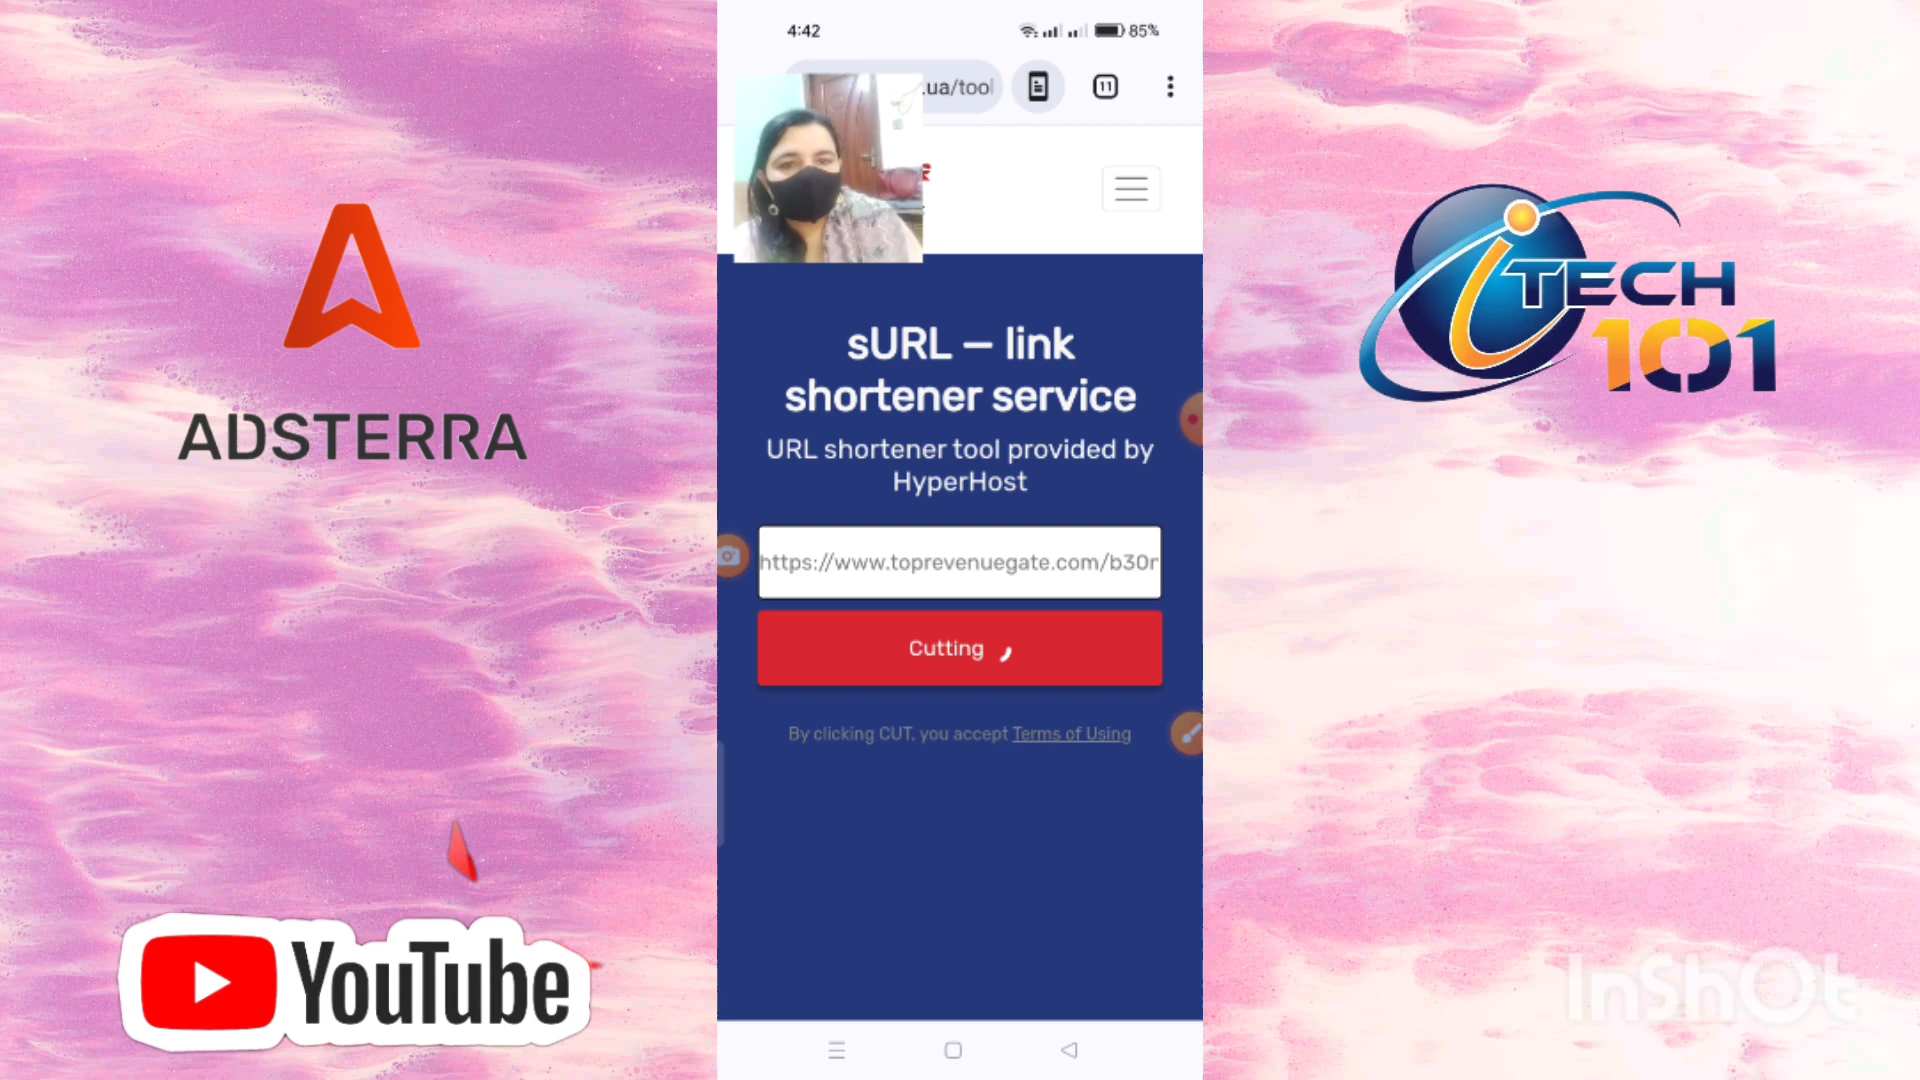 4:42
85%
.ua/tool
11
sURL — link
shortener service
URL shortener tool provided by
HyperHost
https://www.toprevenuegate.com/b30r
Cutting
By clicking CUT, you accept Terms of Using
ADSTERRA
iTECH
101
YouTube
InShOt